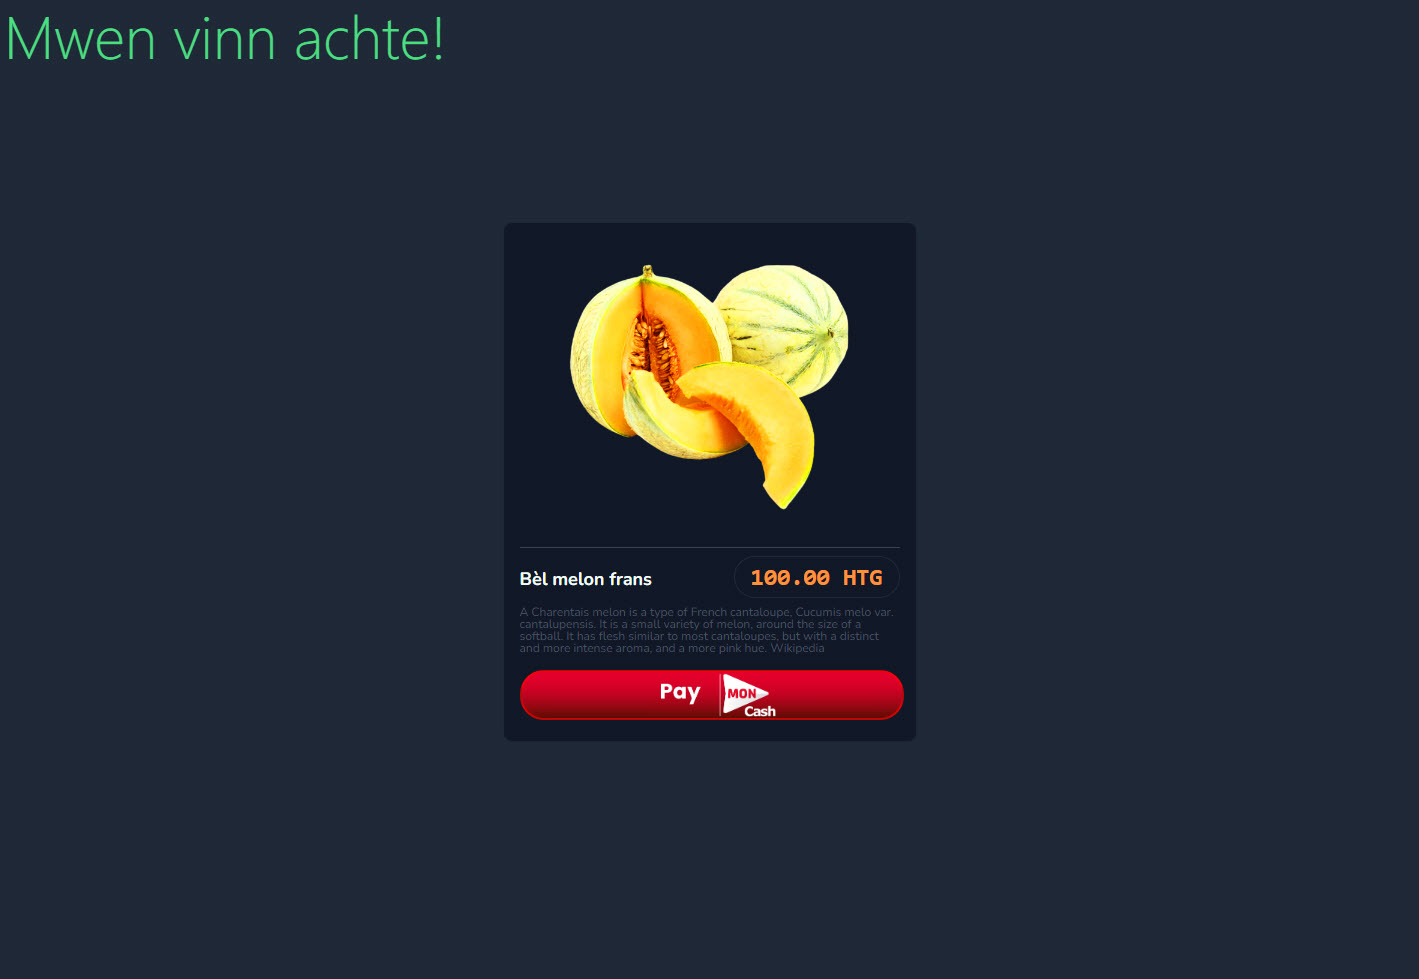 Mwen vinn achte!
Bèl melon frans
100.00 HTG
A Charentais melon is a type of French cantaloupe, Cucumis melo var.
cantalupensis. It is a small variety of melon, around the size of a
softball. It has flesh similar to most cantaloupes, but with a distinct
and more intense aroma, and a more pink hue. Wikipedia
Pay MON
Cash